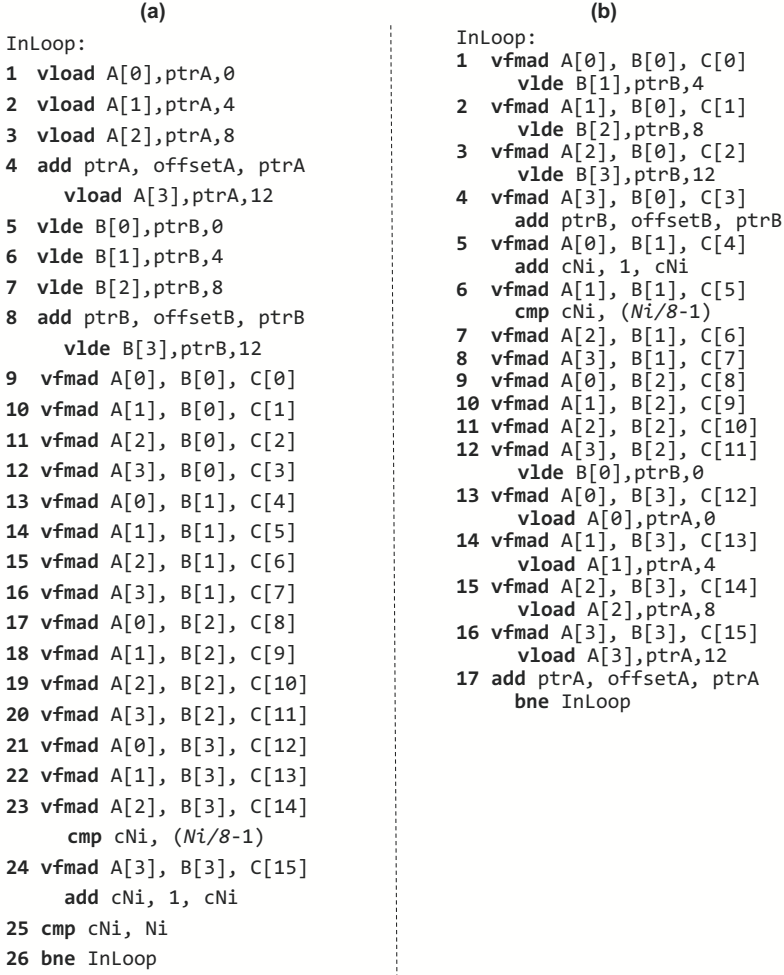 (a)
InLoop:
1 vload A[0],ptrA,0
2 vload A[1],ptrA,4
3 vload A[2],ptrA,8
4 add ptrA, offsetA, ptrA
vload A[3],ptrA,12
5 vlde B[0],ptrB,0
6 vlde B[1],ptrB,4
7 vlde B[2],ptrB,8
8 add ptrB, offsetB, ptrB
vlde B[3],ptrB,12
9 vfmad A[0], B[0], C[0]
10 vfmad A[1], B[0], C[1]
11 vfmad A[2], B[0], C[2]
12 vfmad A[3], B[0], C[3]
13 vfmad A[0], B[1], C[4]
14 vfmad A[1], B[1], C[5]
15 vfmad A[2], B[1], C[6]
16 vfmad A[3], B[1], C[7]
17 vfmad A[0], B[2], C[8]
18 vfmad A[1], B[2], C[9]
19 vfmad A[2], B[2], C[10]
20 vfmad A[3], B[2], C[11]
21 vfmad A[0], B[3], C[12]
22 vfmad A[1], B[3], C[13]
23 vfmad A[2], B[3], C[14]
cmp cNi, (Ni/8-1)
24 vfmad A[3], B[3], C[15]
add cNi, 1, cNi
25 cmp cNi, Ni
26 bne InLoop
(b)
InLoop:
1 vfmad A[0], B[0], C[0]
vlde B[1],ptrB,4
2 vfmad A[1], B[0], C[1]
vlde B[2],ptrB,8
3 vfmad A[2], B[0], C[2]
vlde B[3],ptrB,12
4 vfmad A[3], B[0], C[3]
add ptrB, offsetB, ptrB
5 vfmad A[0], B[1], C[4]
add cNi, 1, cNi
6 vfmad A[1], B[1], C[5]
cmp cNi, (Ni/8-1)
7 vfmad A[2], B[1], C[6]
8 vfmad A[3], B[1], C[7]
9 vfmad A[0], B[2], C[8]
10 vfmad A[1], B[2], C[9]
11 vfmad A[2], B[2], C[10]
12 vfmad A[3], B[2], C[11]
vlde B[0],ptrB,0
13 vfmad A[0], B[3], C[12]
vload A[0],ptrA,0
14 vfmad A[1], B[3], C[13]
vload A[1],ptrA,4
15 vfmad A[2], B[3], C[14]
vload A[2],ptrA,8
16 vfmad A[3], B[3], C[15]
vload A[3],ptrA,12
17 add ptrA, offsetA, ptrA
bne InLoop